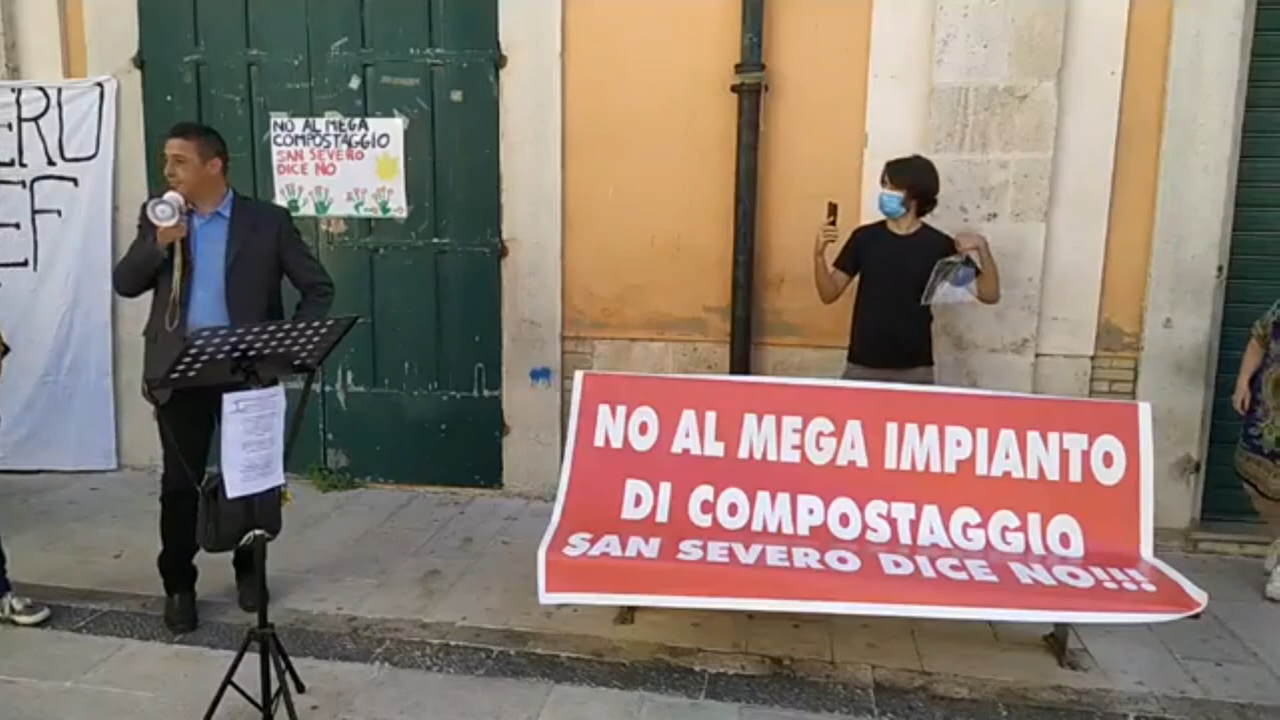 ERO
EF
NO AL MEGA
COMPOSTAGGIO
SAN SEVERO
DICE NO
NO AL MEGA IMPIANTO
DI COMPOSTAGGIO
SAN SEVERO DICE NO!!!